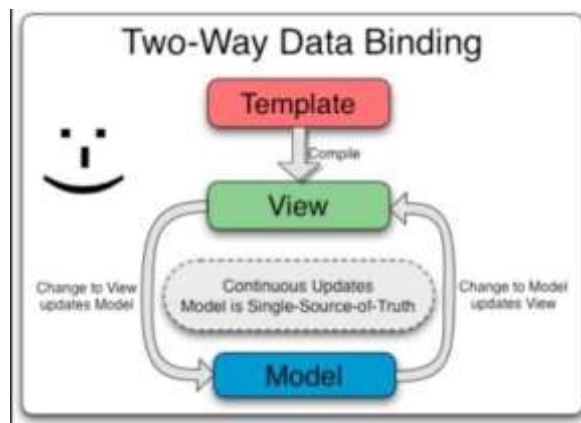 Two-Way Data Binding
Template
Compile
View
Change to View
updates Model
Continuous Updates
Model is Single-Source-of-Truth
Change to Model
updates View
Model